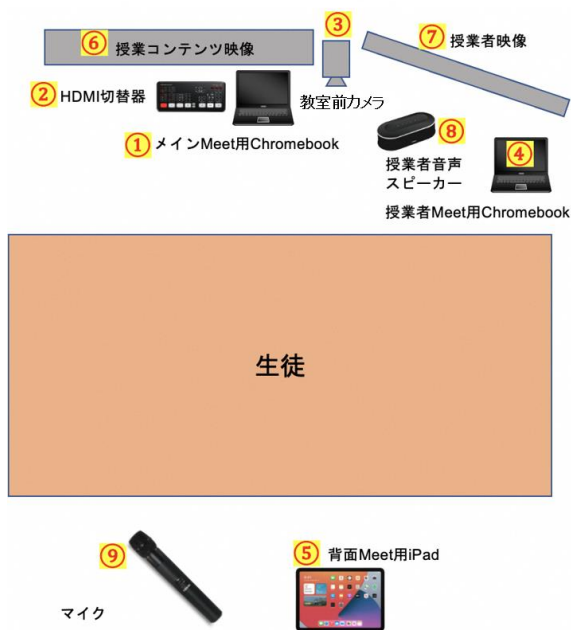 ③
⑥ 授業コンテンツ映像
⑦ 授業者映像
② HDMI切替器
教室前カメラ
① メインMeet用Chromebook
⑧
④
授業者音声
スピーカー
授業者Meet用Chromebook
生徒
⑨
⑤ 背面Meet用iPad
マイク